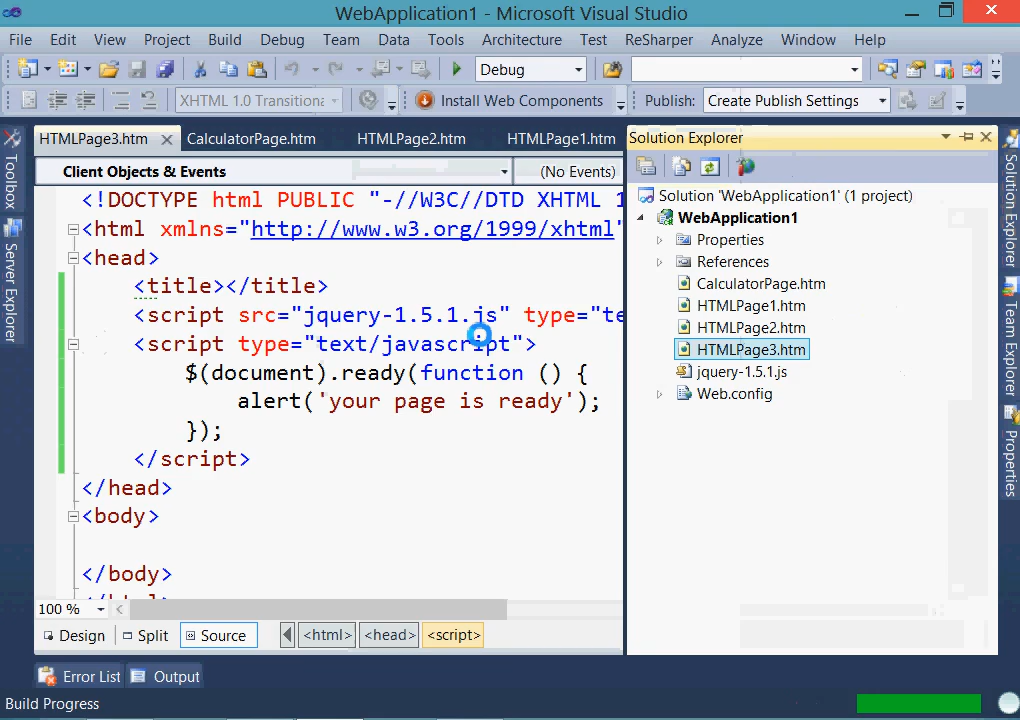 WebApplication1 - Microsoft Visual Studio
File Edit View Project Build Debug Team Data Tools Architecture Test ReSharper Analyze Window Help
Debug
XHTML 1.0 Transitiona Install Web Components Publish: Create Publish Settings
HTMLPage3.htm CalculatorPage.htm HTMLPage2.htm HTMLPage1.htm
Client Objects & Events (No Events)
<!DOCTYPE html PUBLIC "-//W3C//DTD XHTML 1
<html xmlns="http://www.w3.org/1999/xhtml"
<head>
<title></title>
<script src="jquery-1.5.1.js" type="te
<script type="text/javascript">
$(document).ready(function () {
alert('your page is ready');
});
</script>
</head>
<body>
</body>
100 %
Design Split Source <html> <head> <script>
Toolbox
Server Explorer
Solution Explorer
Solution 'WebApplication1' (1 project)
WebApplication1
Properties
References
CalculatorPage.htm
HTMLPage1.htm
HTMLPage2.htm
HTMLPage3.htm
jquery-1.5.1.js
Web.config
Solution Explorer
Team Explorer
Properties
Error List Output
Build Progress